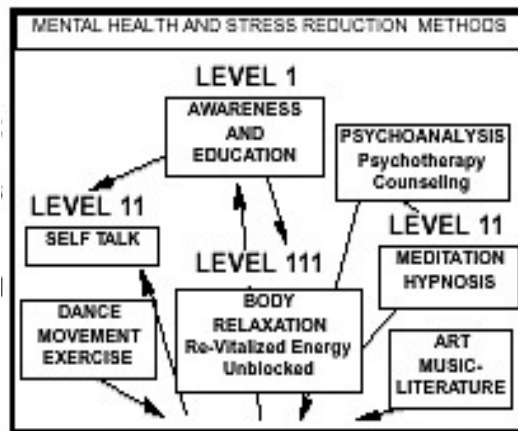 MENTAL HEALTH AND STRESS REDUCTION METHODS
LEVEL 1
AWARENESS
AND
EDUCATION
PSYCHOANALYSIS
Psychotherapy
Counseling
LEVEL 11
SELF TALK
LEVEL 11
MEDITATION
HYPNOSIS
LEVEL 111
BODY
RELAXATION
Re-Vitalized Energy
Unblocked
DANCE
MOVEMENT
EXERCISE
ART
MUSIC-
LITERATURE